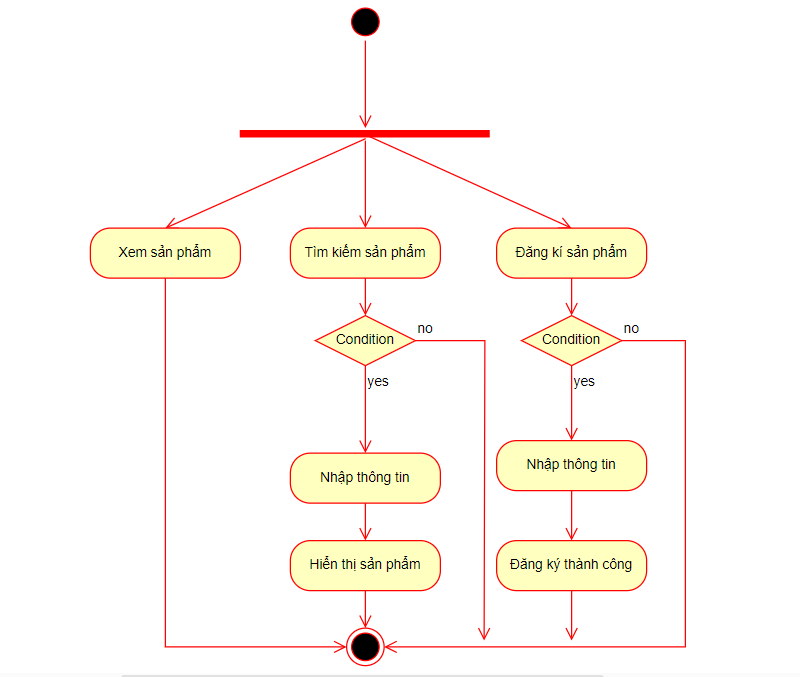 Xem sản phẩm
Tìm kiếm sản phẩm
Đăng kí sản phẩm
Condition
no
Condition
no
yes
yes
Nhập thông tin
Nhập thông tin
Hiển thị sản phẩm
Đăng ký thành công